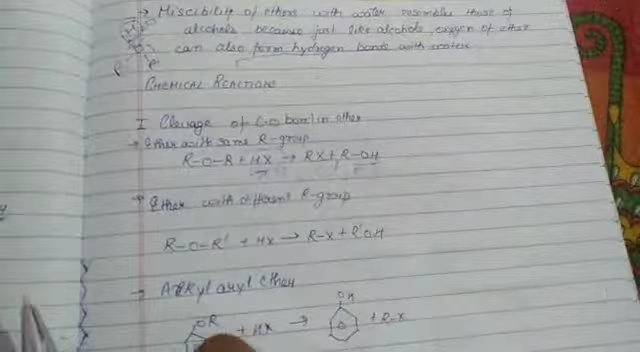 → Miscibility of ethers with water resembles those of
alcohols because just like alcohols, oxygen of ether
can also form hydrogen bonds with water
CHEMICAL REACTIONS
I Cleavage of C-O bond in ether
→ Ether with same R-group
R-O-R + HX → RX + R-OH
→ Ether with different R-group
R-O-R' + HX → R-X + R'OH
→ Alkyl aryl ether
OH
OR + HX → + R-X